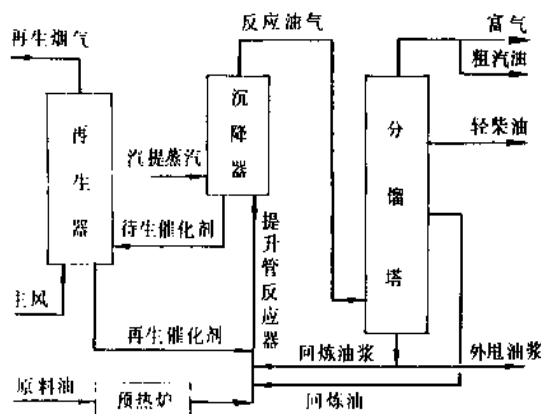 反应油气
富气
再生烟气
粗汽油
沉降器
再生器
分馏塔
轻柴油
汽提蒸汽
待生催化剂
提升管反应器
主风
再生催化剂
回炼油浆
外甩油浆
原料油
预热炉
回炼油